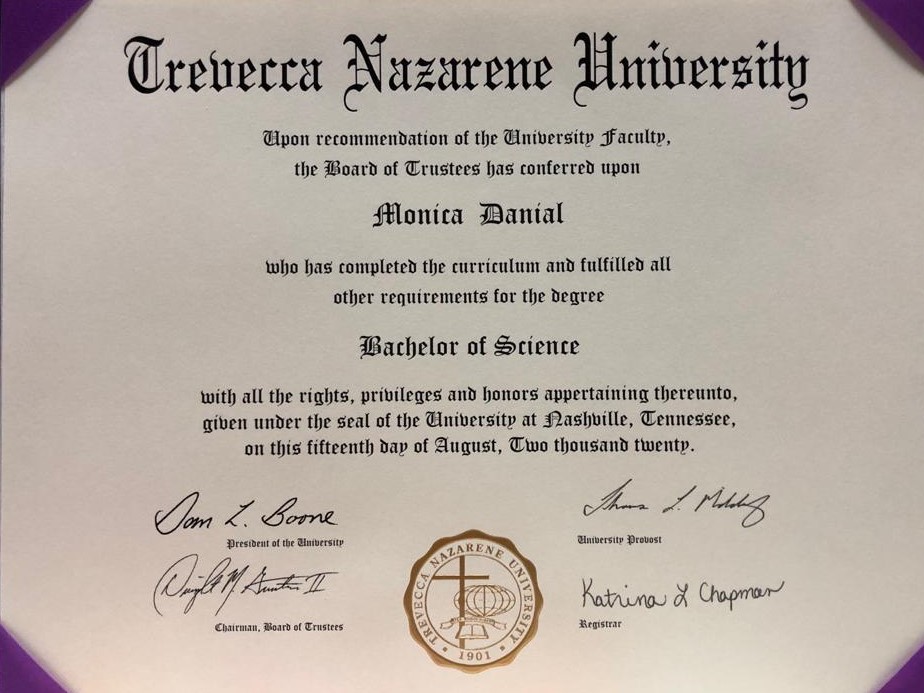 Trevecca Nazarene University
Upon recommendation of the University Faculty,
the Board of Trustees has conferred upon
Monica Danial
who has completed the curriculum and fulfilled all
other requirements for the degree
Bachelor of Science
with all the rights, privileges and honors appertaining thereunto,
given under the seal of the University at Nashville, Tennessee,
on this fifteenth day of August, Two thousand twenty.
Dan L. Boone
President of the University
Dwight M. II
Chairman, Board of Trustees
TREVECCA NAZARENE UNIVERSITY
1901
Thomas L.
University Provost
Katrina L Chapman
Registrar